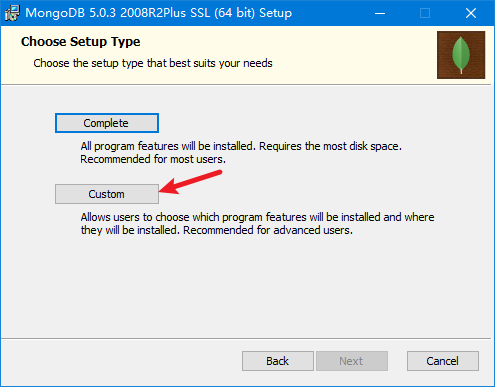 MongoDB 5.0.3 2008R2Plus SSL (64 bit) Setup
Choose Setup Type
Choose the setup type that best suits your needs
Complete
All program features will be installed. Requires the most disk space.
Recommended for most users.
Custom
Allows users to choose which program features will be installed and where
they will be installed. Recommended for advanced users.
Back
Next
Cancel